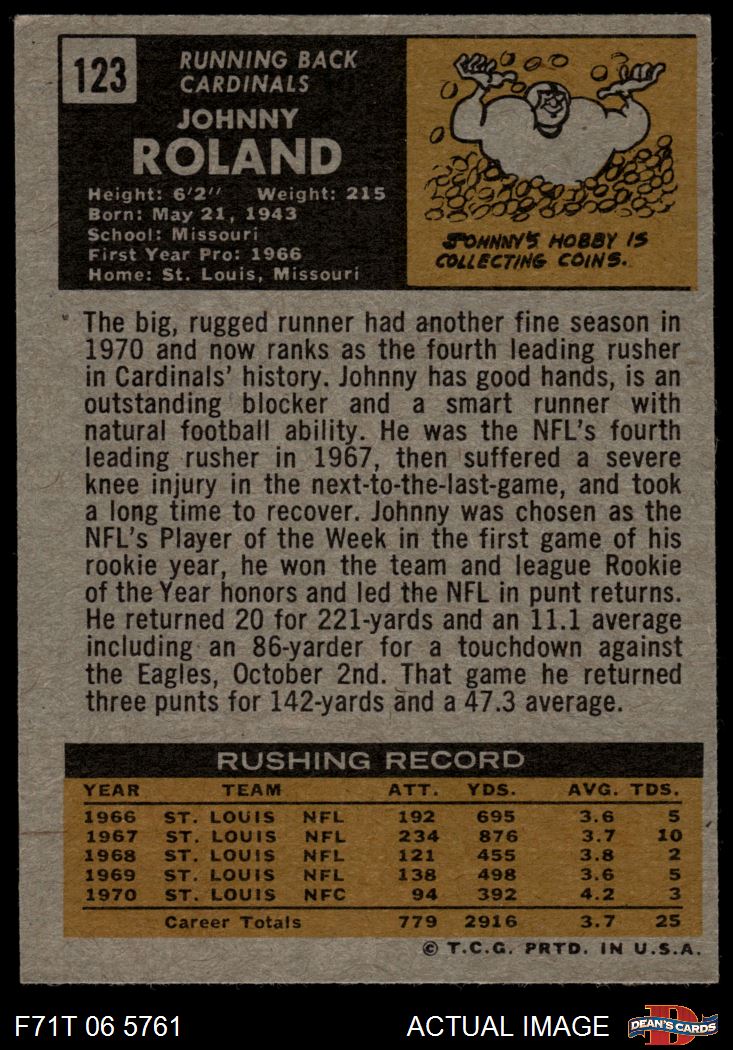 123
RUNNING BACK
CARDINALS
JOHNNY
ROLAND
Height: 6'2'' Weight: 215
Born: May 21, 1943
School: Missouri
First Year Pro: 1966
Home: St. Louis, Missouri
JOHNNY'S HOBBY IS
COLLECTING COINS.
The big, rugged runner had another fine season in
1970 and now ranks as the fourth leading rusher
in Cardinals' history. Johnny has good hands, is an
outstanding blocker and a smart runner with
natural football ability. He was the NFL's fourth
leading rusher in 1967, then suffered a severe
knee injury in the next-to-the-last-game, and took
a long time to recover. Johnny was chosen as the
NFL's Player of the Week in the first game of his
rookie year, he won the team and league Rookie
of the Year honors and led the NFL in punt returns.
He returned 20 for 221-yards and an 11.1 average
including an 86-yarder for a touchdown against
the Eagles, October 2nd. That game he returned
three punts for 142-yards and a 47.3 average.
RUSHING RECORD
YEAR TEAM ATT. YDS. AVG. TDS.
1966 ST. LOUIS NFL 192 695 3.6 5
1967 ST. LOUIS NFL 234 876 3.7 10
1968 ST. LOUIS NFL 121 455 3.8 2
1969 ST. LOUIS NFL 138 498 3.6 5
1970 ST. LOUIS NFC 94 392 4.2 3
Career Totals 779 2916 3.7 25
© T.C.G. PRTD. IN U.S.A.
F71T 06 5761 ACTUAL IMAGE DEAN'S CARDS